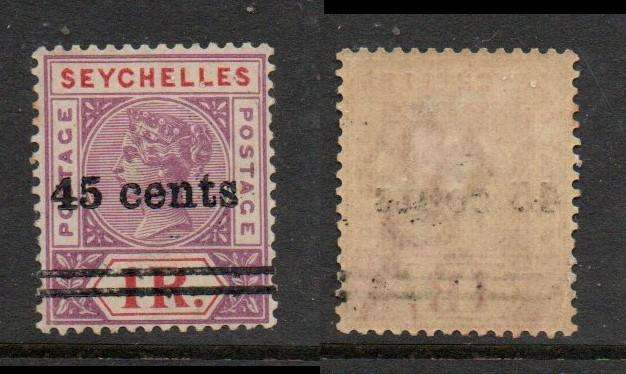 SEYCHELLES
POSTAGE
POSTAGE
45 cents
1R.